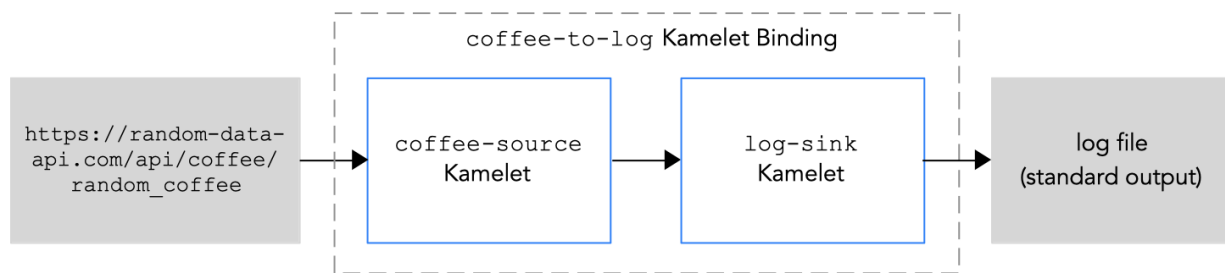 coffee-to-log Kamelet Binding
https://random-data-
api.com/api/coffee/
random_coffee
coffee-source
Kamelet
log-sink
Kamelet
log file
(standard output)